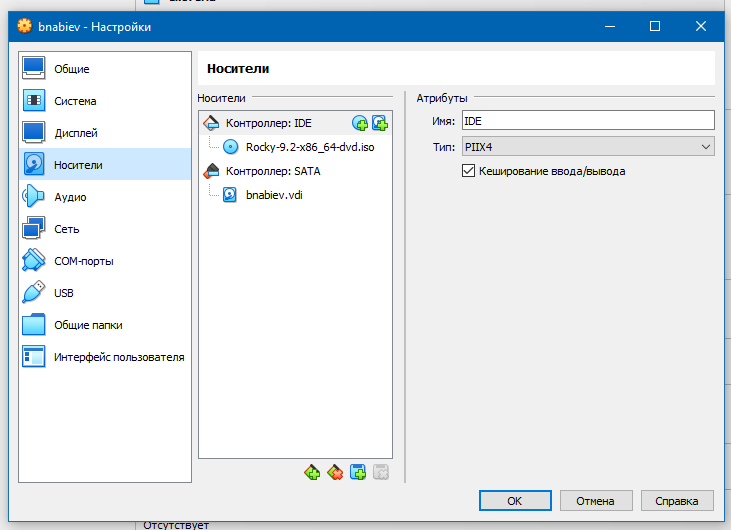 bnabiev - Настройки
Общие
Система
Дисплей
Носители
Аудио
Сеть
COM-порты
USB
Общие папки
Интерфейс пользователя
Носители
Носители
Контроллер: IDE
Rocky-9.2-x86_64-dvd.iso
Контроллер: SATA
bnabiev.vdi
Атрибуты
Имя: IDE
Тип: PIIX4
Кеширование ввода/вывода
OK
Отмена
Справка
Отсутствует